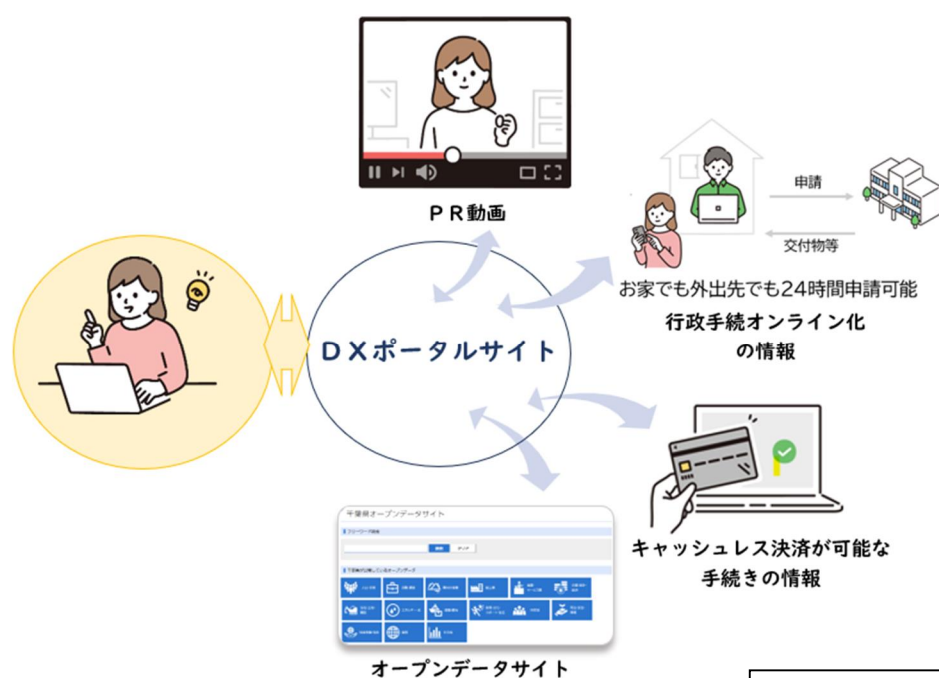 PR動画
申請
交付物等
お家でも外出先でも24時間申請可能
行政手続オンライン化
の情報
DXポータルサイト
キャッシュレス決済が可能な
手続きの情報
千葉県オープンデータサイト
オープンデータサイト